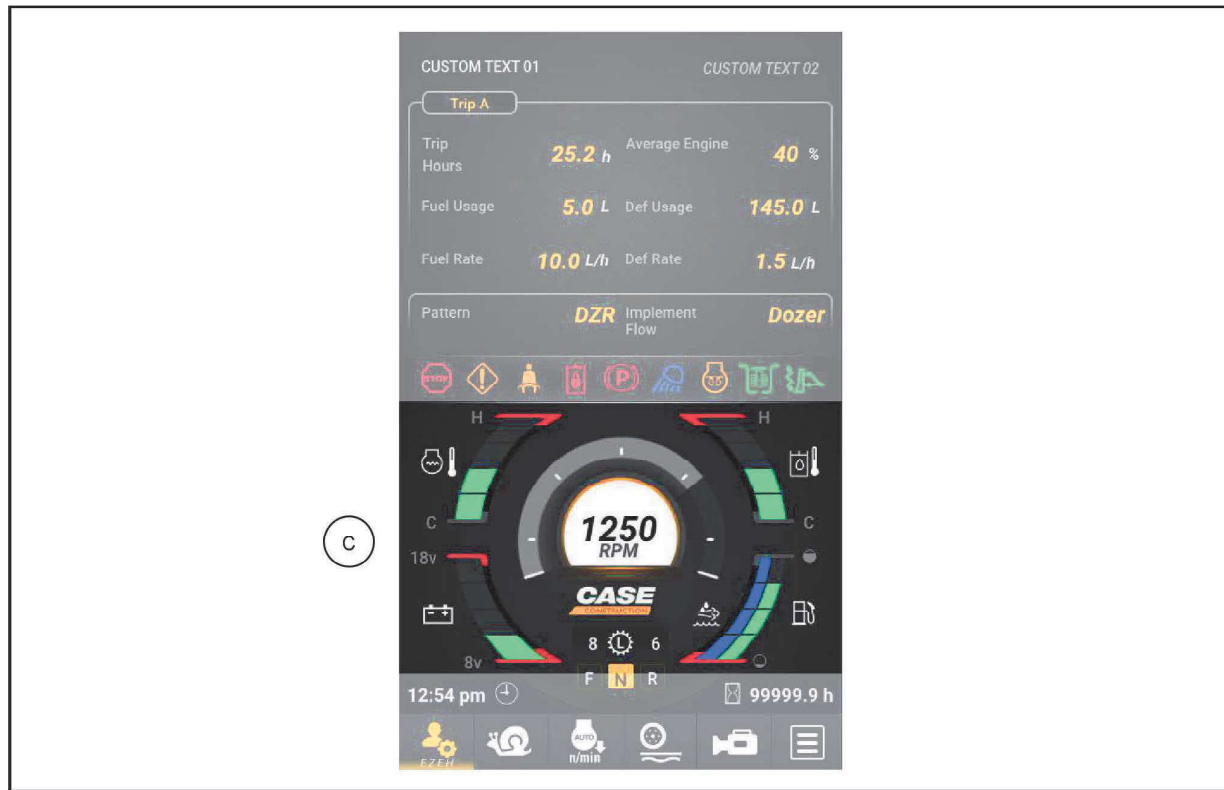 CUSTOM TEXT 01 CUSTOM TEXT 02
Trip A
Trip Hours 25.2 h Average Engine 40 %
Fuel Usage 5.0 L Def Usage 145.0 L
Fuel Rate 10.0 L/h Def Rate 1.5 L/h
Pattern DZR Implement Flow Dozer
STOP P
H H
C C
C
18v
1250
RPM
CASE
CONSTRUCTION
8 L 6
8v
F N R
12:54 pm 99999.9 h
AUTO
n/min
EZEH